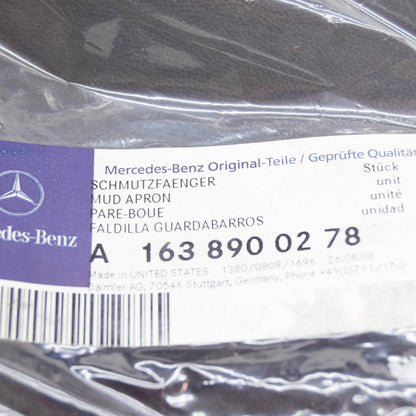 Mercedes-Benz Original-Teile / Geprüfte Qualität
SCHMUTZFAENGER Stück
MUD APRON unit
PARE-BOUE unité
FALDILLA GUARDABARROS unidad
edes-Benz
A 163 890 02 78
Made in UNITED STATES 1380/0809/1696 26.08.08
Daimler AG, 70546 Stuttgart, Germany, Phone +49(0)711/17-0